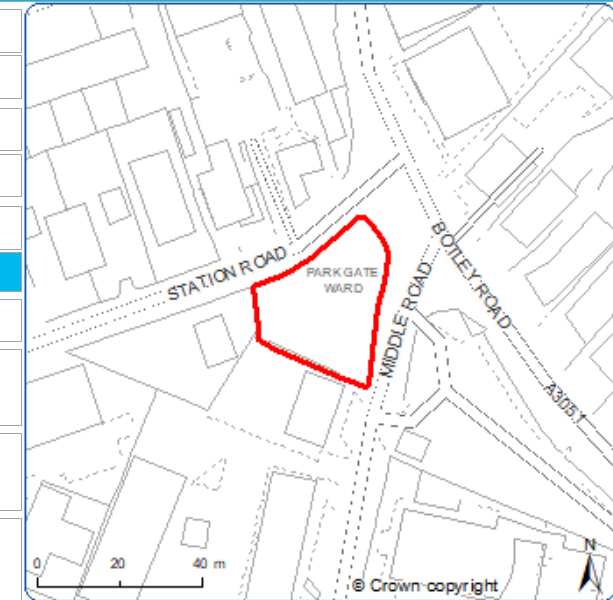 BOTLEY ROAD
STATION ROAD
PARK GATE
WARD
MIDDLE ROAD
A3051
0 20 40 m
N
© Crown copyright